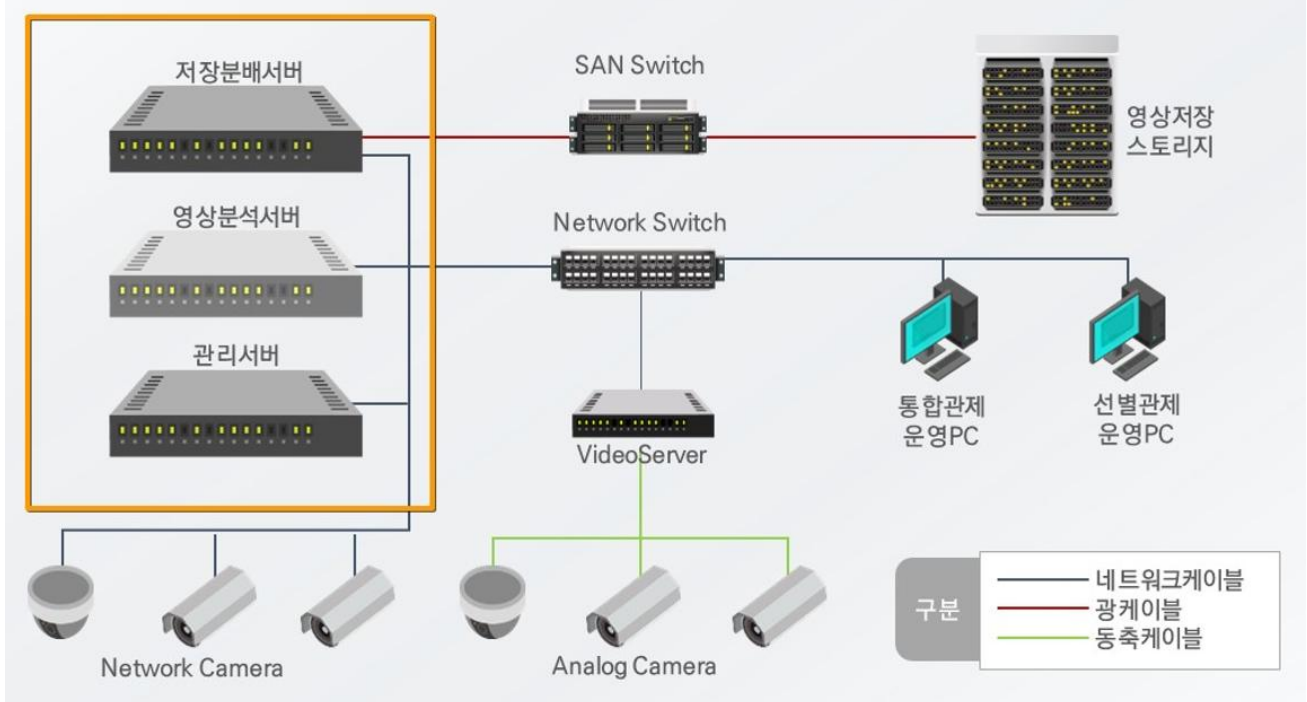 저장분배서버
SAN Switch
영상저장
스토리지
영상분석서버
Network Switch
관리서버
통합관제
운영PC
선별관제
운영PC
VideoServer
Network Camera
Analog Camera
구분
네트워크케이블
광케이블
동축케이블